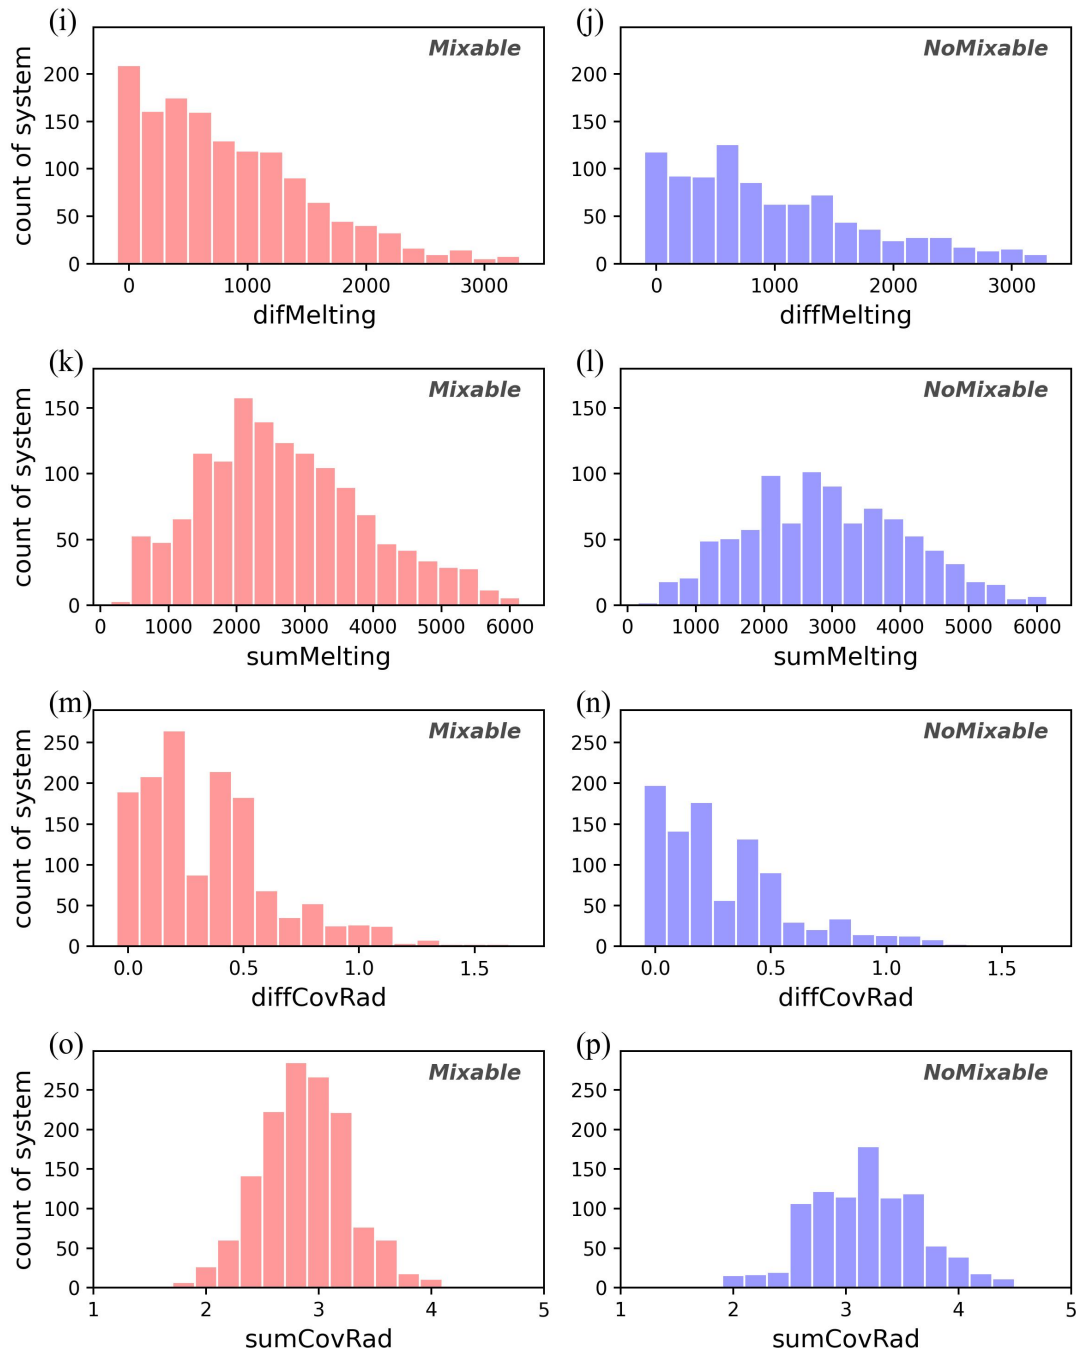 (i)
Mixable
count of system
200
150
100
50
0
0 1000 2000 3000
difMelting
(j)
NoMixable
200
150
100
50
0
0 1000 2000 3000
diffMelting
(k)
Mixable
count of system
150
100
50
0
0 1000 2000 3000 4000 5000 6000
sumMelting
(l)
NoMixable
150
100
50
0
0 1000 2000 3000 4000 5000 6000
sumMelting
(m)
Mixable
count of system
250
200
150
100
50
0
0.0 0.5 1.0 1.5
diffCovRad
(n)
NoMixable
250
200
150
100
50
0
0.0 0.5 1.0 1.5
diffCovRad
(o)
Mixable
count of system
250
200
150
100
50
0
1 2 3 4 5
sumCovRad
(p)
NoMixable
250
200
150
100
50
0
1 2 3 4 5
sumCovRad